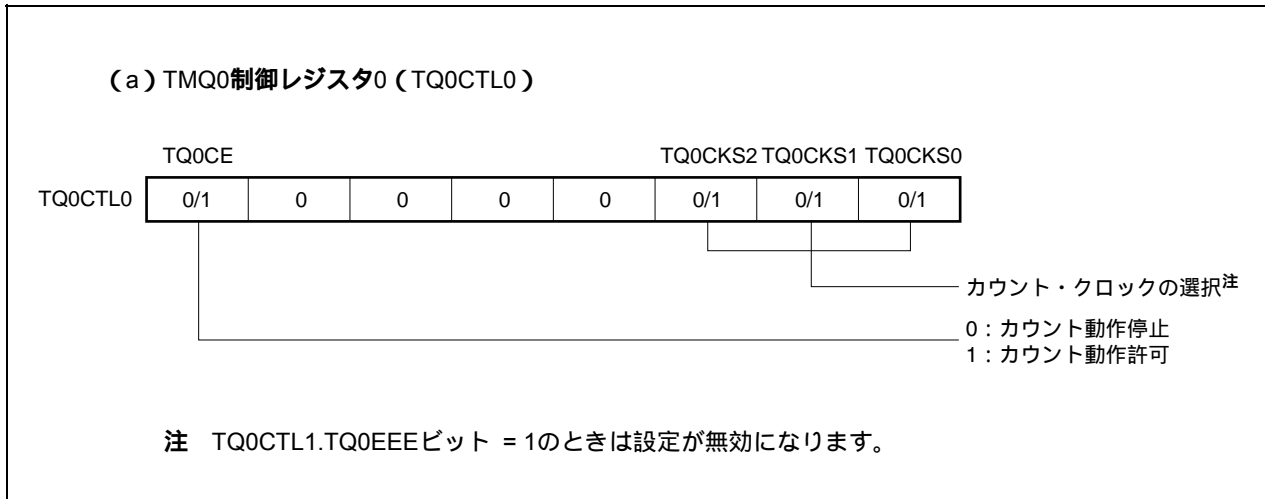 （a）TMQ0制御レジスタ0（TQ0CTL0）
TQ0CE TQ0CKS2 TQ0CKS1 TQ0CKS0
TQ0CTL0 0/1 0 0 0 0 0/1 0/1 0/1
カウント・クロックの選択注
0：カウント動作停止
1：カウント動作許可
注 TQ0CTL1.TQ0EEEビット = 1のときは設定が無効になります。